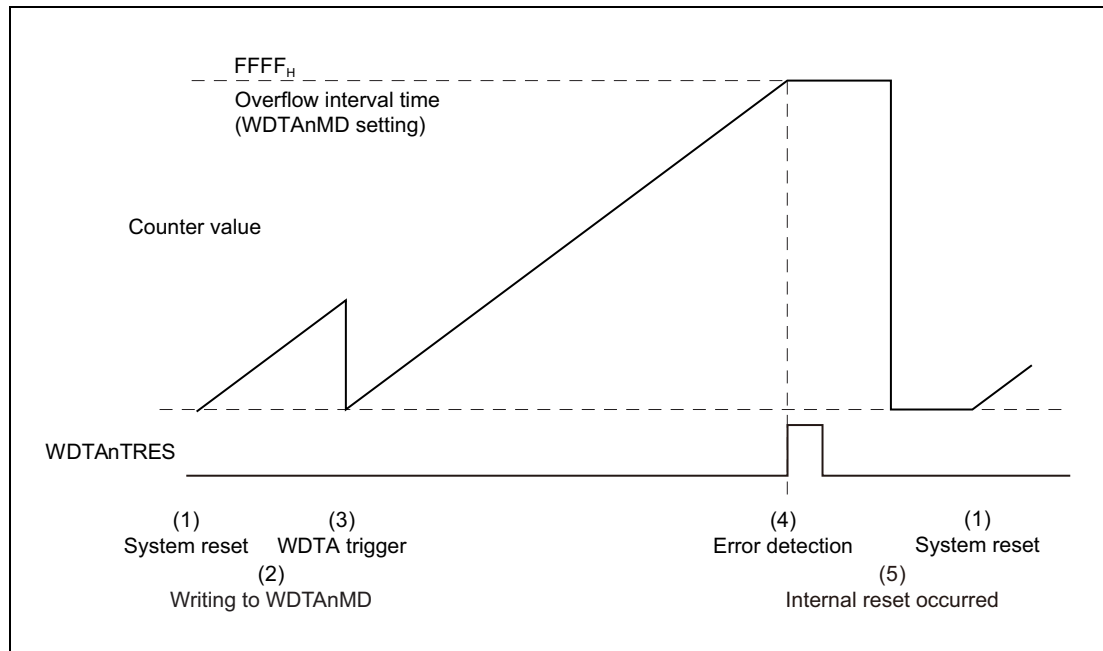 FFFFH
Overflow interval time
(WDTAnMD setting)
Counter value
WDTAnTRES
(1) (3) (4) (1)
System reset WDTA trigger Error detection System reset
(2) (5)
Writing to WDTAnMD Internal reset occurred